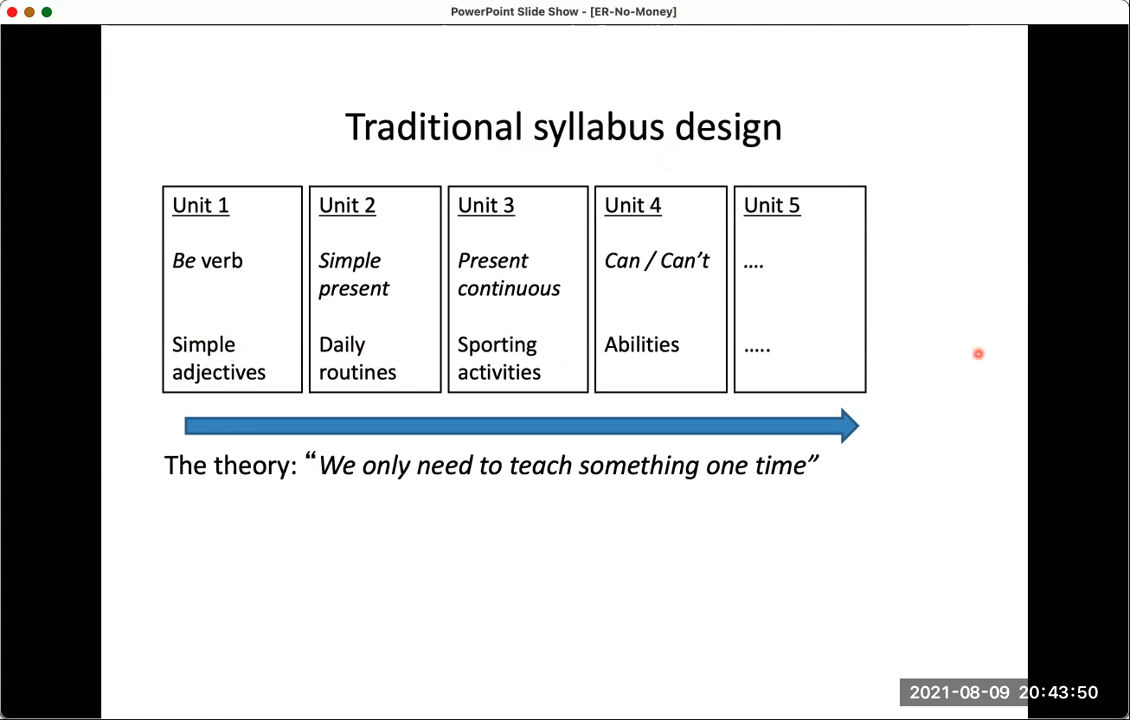 PowerPoint Slide Show - [ER-No-Money]
Traditional syllabus design
Unit 1
Be verb
Simple
adjectives
Unit 2
Simple
present
Daily
routines
Unit 3
Present
continuous
Sporting
activities
Unit 4
Can / Can’t
Abilities
Unit 5
....
.....
The theory: “We only need to teach something one time”
2021-08-09 20:43:50